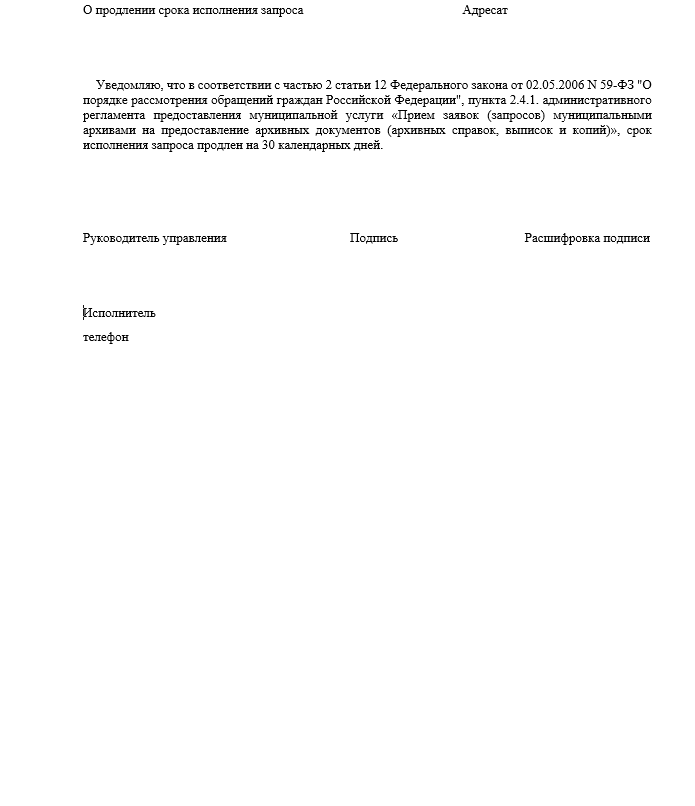 О продлении срока исполнения запроса Адресат
Уведомляю, что в соответствии с частью 2 статьи 12 Федерального закона от 02.05.2006 N 59-ФЗ "О
порядке рассмотрения обращений граждан Российской Федерации", пункта 2.4.1. административного
регламента предоставления муниципальной услуги «Прием заявок (запросов) муниципальными
архивами на предоставление архивных документов (архивных справок, выписок и копий)», срок
исполнения запроса продлен на 30 календарных дней.
Руководитель управления Подпись Расшифровка подписи
Исполнитель
телефон